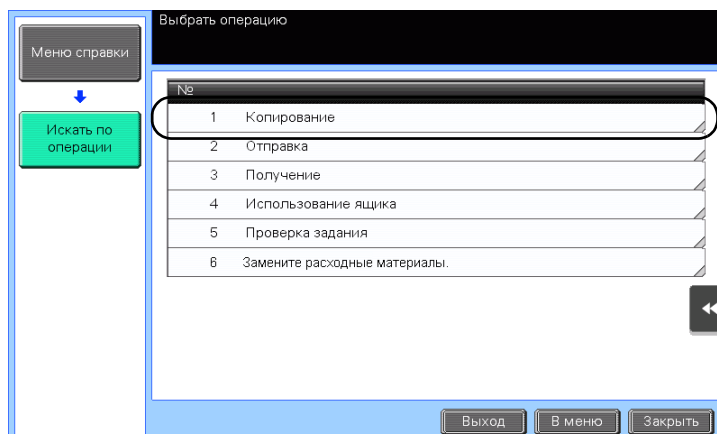 Выбрать операцию
Меню справки
Искать по
операции
№
1 Копирование
2 Отправка
3 Получение
4 Использование ящика
5 Проверка задания
6 Замените расходные материалы.
Выход В меню Закрыть